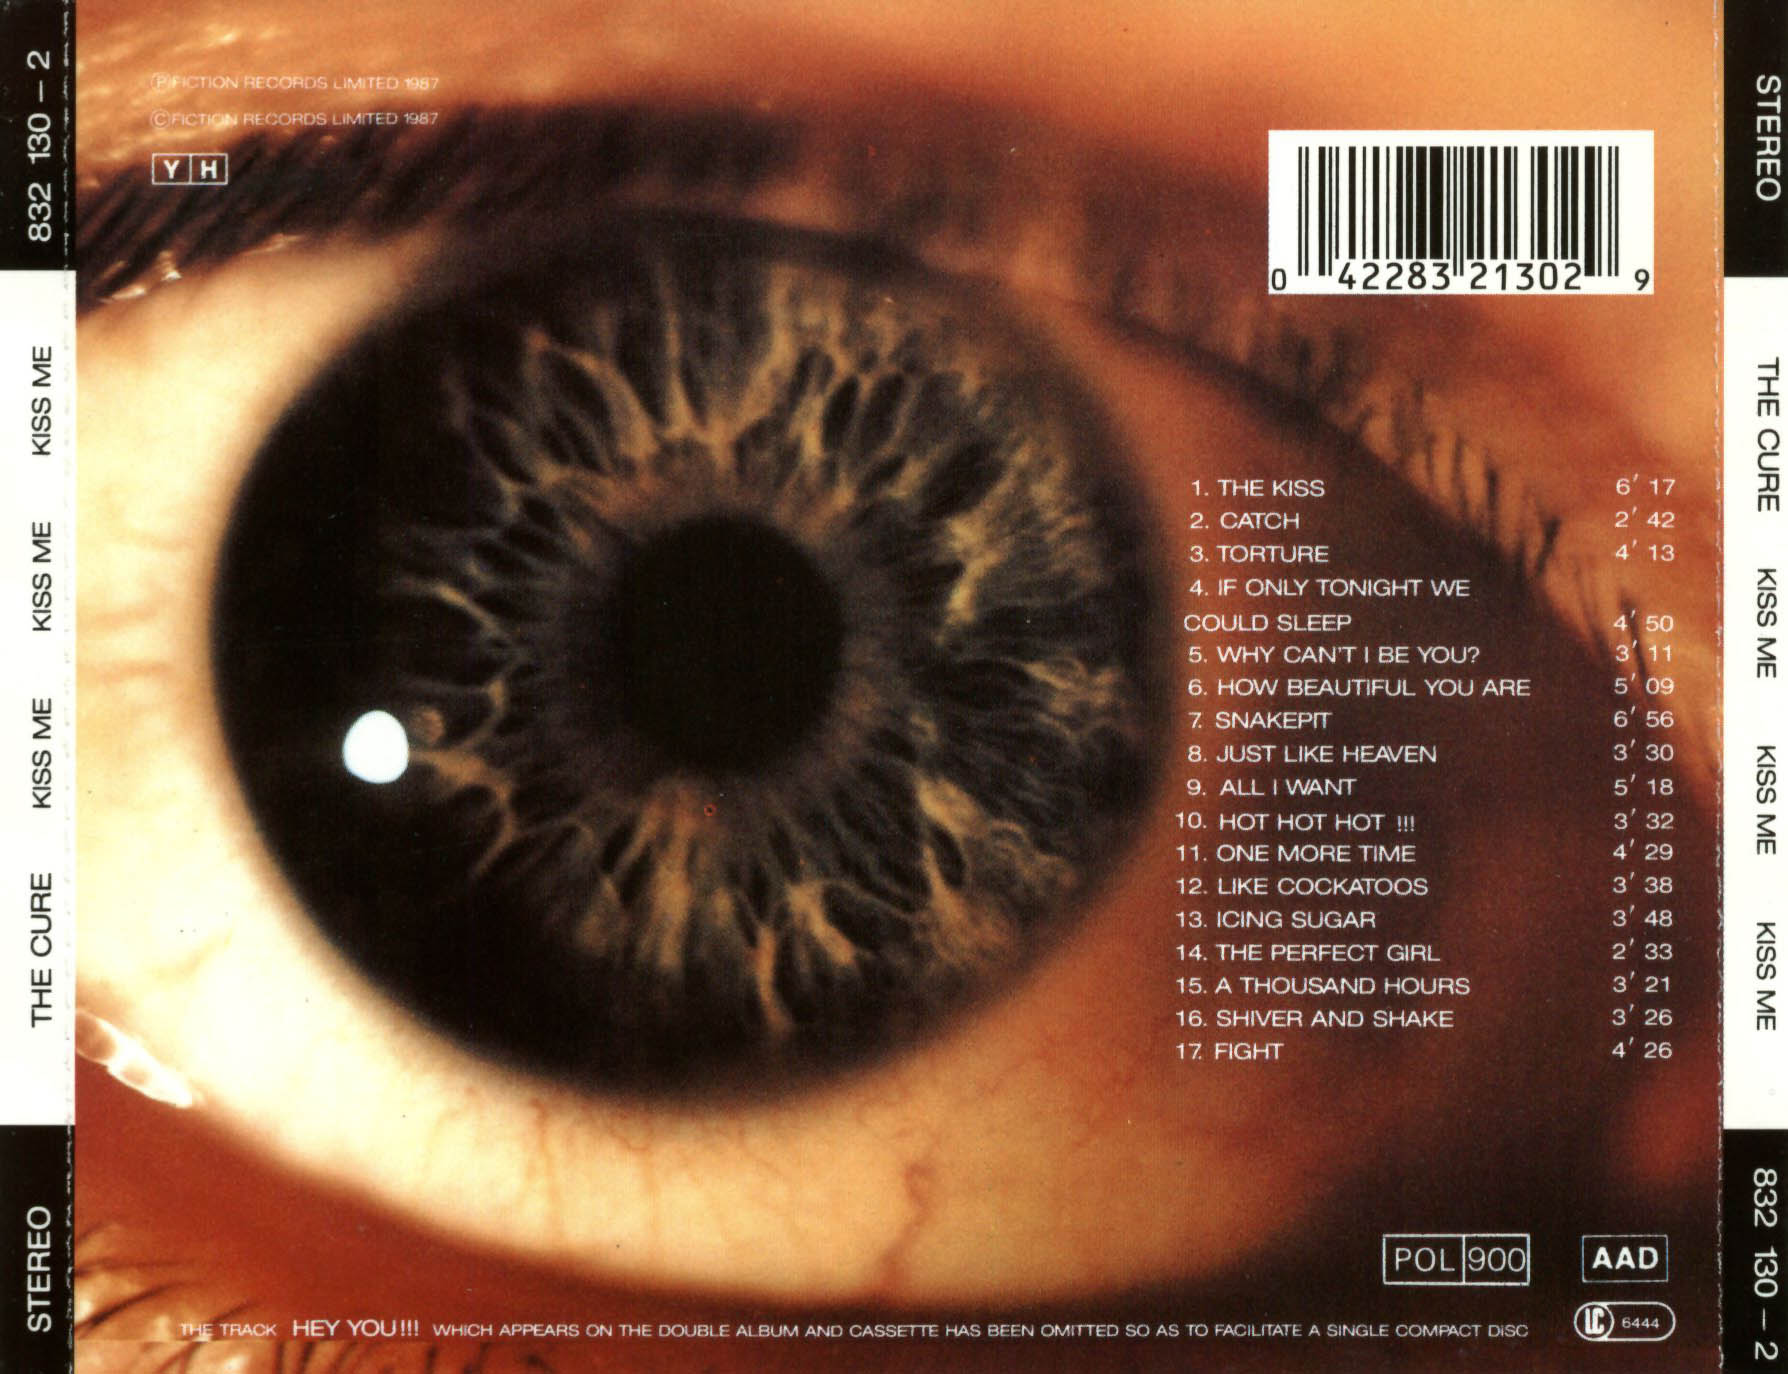 832 130 – 2
KISS ME
KISS ME
KISS ME
THE CURE
STEREO
Ⓟ FICTION RECORDS LIMITED 1987
Ⓒ FICTION RECORDS LIMITED 1987
Y H
0 42283 21302 9
1. THE KISS 6' 17
2. CATCH 2' 42
3. TORTURE 4' 13
4. IF ONLY TONIGHT WE
COULD SLEEP 4' 50
5. WHY CAN'T I BE YOU? 3' 11
6. HOW BEAUTIFUL YOU ARE 5' 09
7. SNAKEPIT 6' 56
8. JUST LIKE HEAVEN 3' 30
9. ALL I WANT 5' 18
10. HOT HOT HOT !!! 3' 32
11. ONE MORE TIME 4' 29
12. LIKE COCKATOOS 3' 38
13. ICING SUGAR 3' 48
14. THE PERFECT GIRL 2' 33
15. A THOUSAND HOURS 3' 21
16. SHIVER AND SHAKE 3' 26
17. FIGHT 4' 26
POL 900
AAD
LC 6444
THE TRACK HEY YOU!!! WHICH APPEARS ON THE DOUBLE ALBUM AND CASSETTE HAS BEEN OMITTED SO AS TO FACILITATE A SINGLE COMPACT DISC
STEREO
THE CURE
KISS ME
KISS ME
KISS ME
832 130 – 2